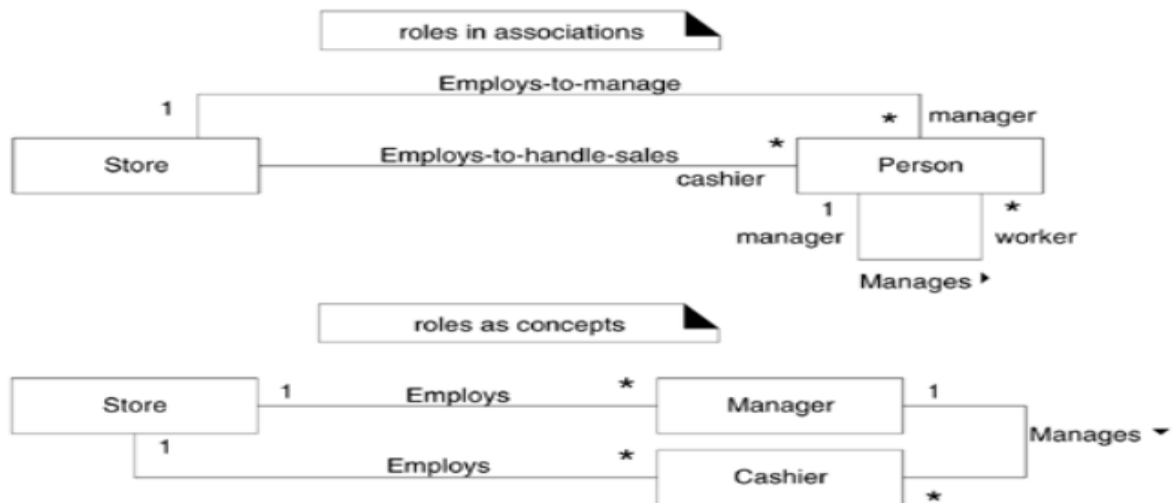 roles in associations
Employs-to-manage
1
* manager
Store
Employs-to-handle-sales
*
cashier
Person
1
*
manager
worker
Manages
roles as concepts
Store
1
Employs
*
Manager
1
Manages
1
Employs
*
Cashier
*